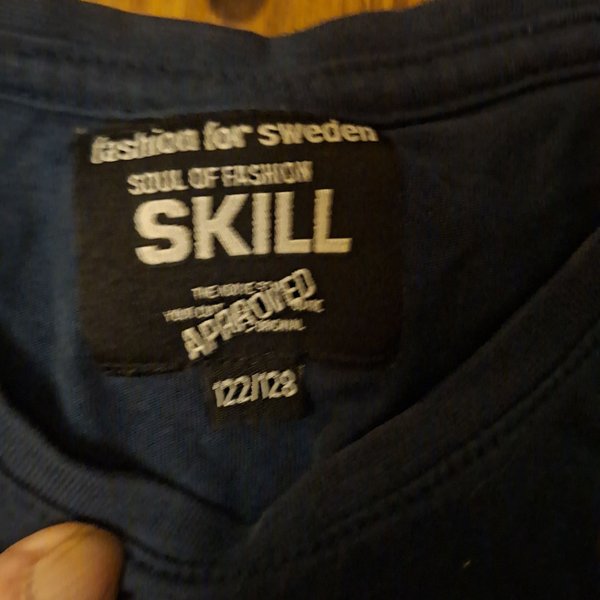 fashion for sweden
SOUL OF FASHION
SKILL
APPROVED
122/128